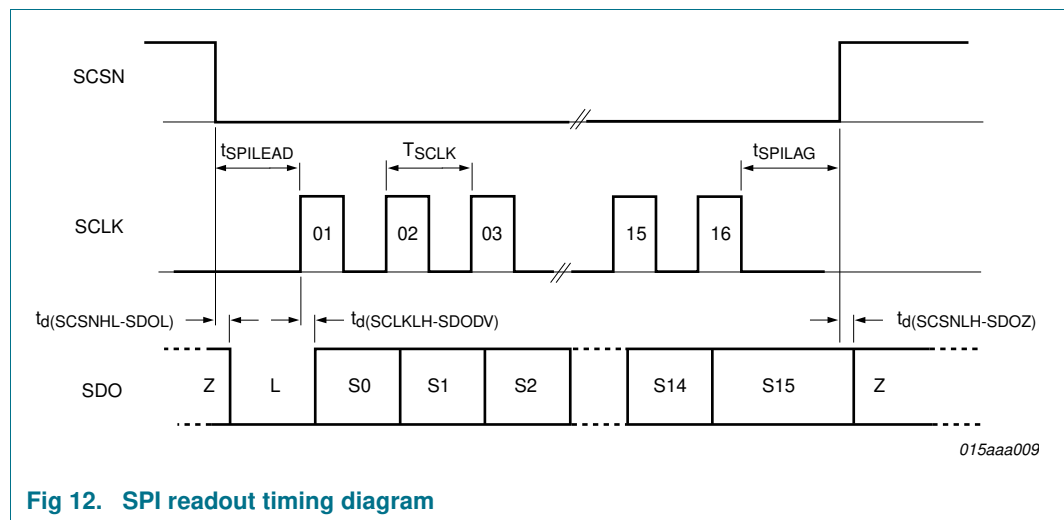 SCSN
tSPILEAD TSCLK tSPILAG
SCLK 01 02 03 15 16
td(SCSNHL-SDOL) td(SCLKLH-SDODV) td(SCSNLH-SDOZ)
SDO Z L S0 S1 S2 S14 S15 Z
015aaa009
Fig 12. SPI readout timing diagram